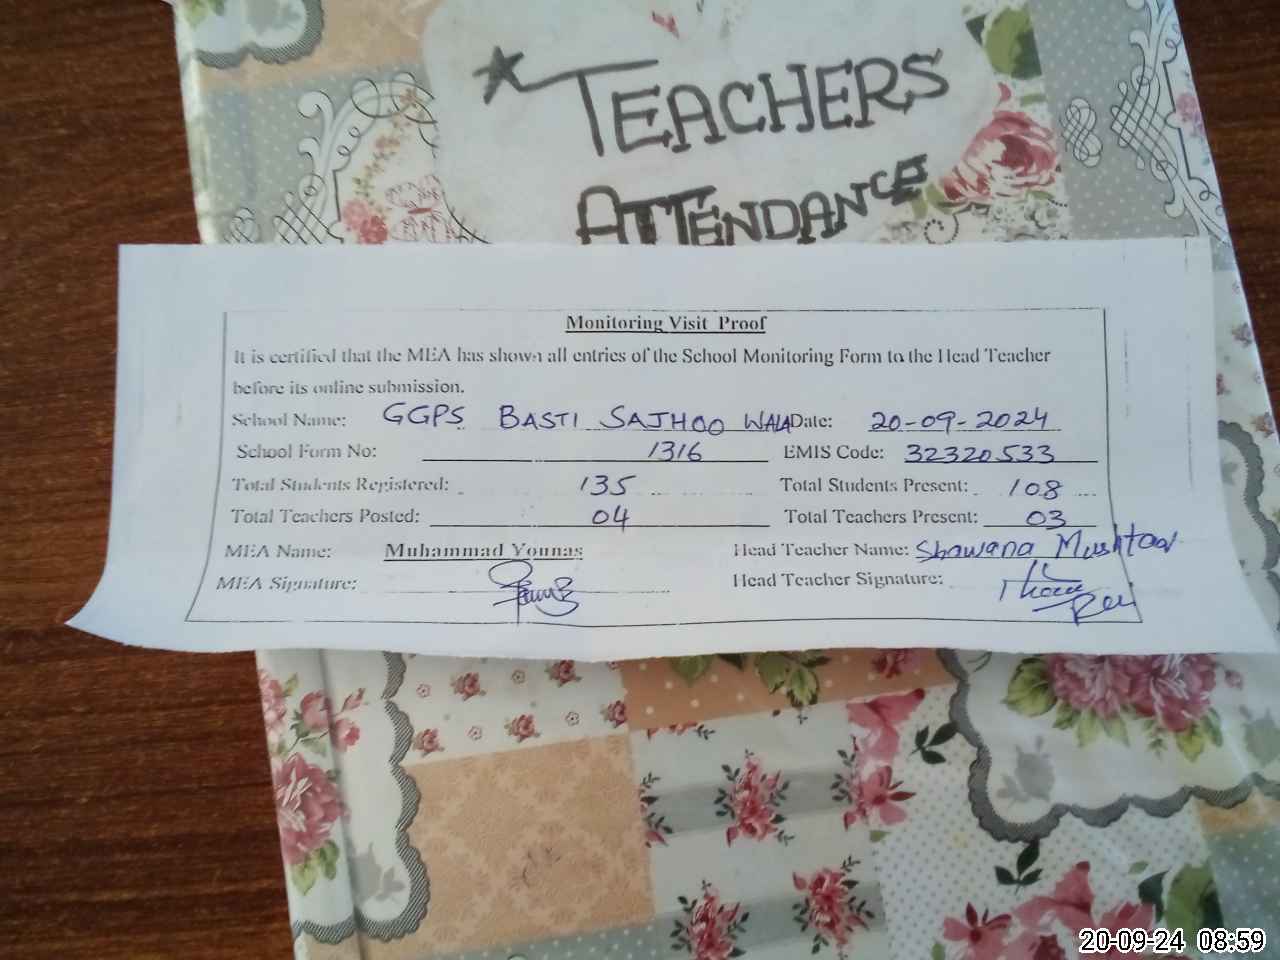 TEACHERS
ATTENDANCE
Monitoring Visit Proof
It is certified that the MEA has shown all entries of the School Monitoring Form to the Head Teacher
before its online submission.
School Name: GGPS BASTI SAJHOO WALA Date: 20-09-2024
School Form No: 1316 EMIS Code: 32320533
Total Students Registered: 135 Total Students Present: 108
Total Teachers Posted: 04 Total Teachers Present: 03
MEA Name: Muhammad Younas Head Teacher Name: Shawana Mushtaq
MEA Signature: Head Teacher Signature:
20-09-24 08:59